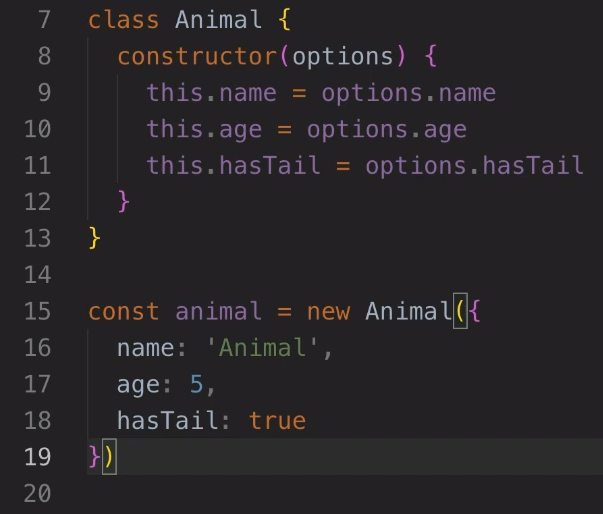 7 class Animal {
8   constructor(options) {
9     this.name = options.name
10     this.age = options.age
11     this.hasTail = options.hasTail
12   }
13 }
14
15 const animal = new Animal({
16   name: 'Animal',
17   age: 5,
18   hasTail: true
19 })
20